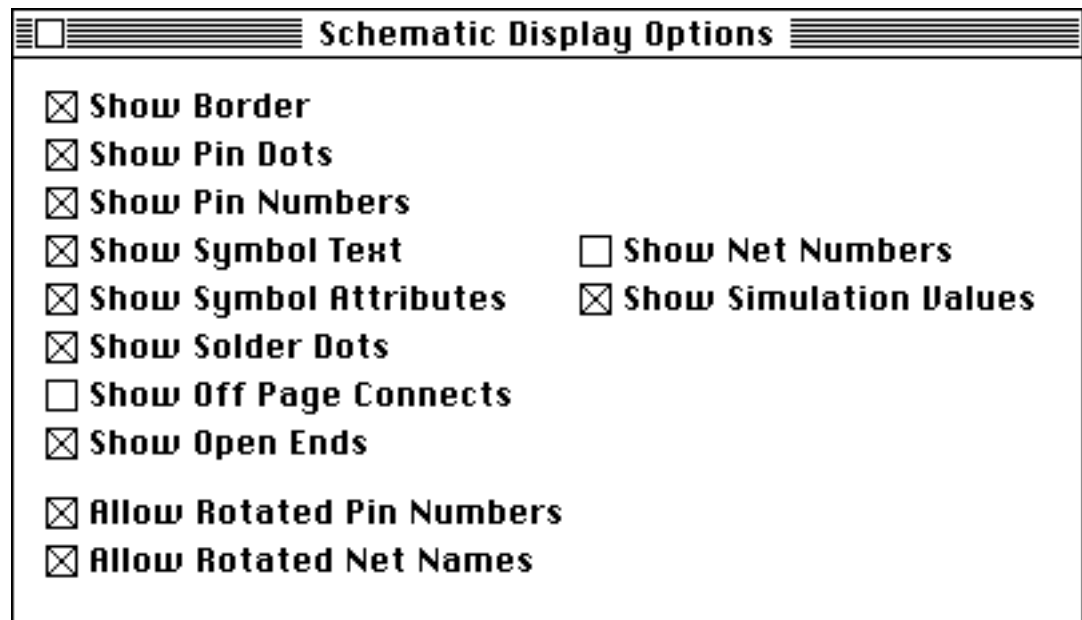 Schematic Display Options
Show Border
Show Pin Dots
Show Pin Numbers
Show Symbol Text
Show Net Numbers
Show Symbol Attributes
Show Simulation Values
Show Solder Dots
Show Off Page Connects
Show Open Ends
Allow Rotated Pin Numbers
Allow Rotated Net Names